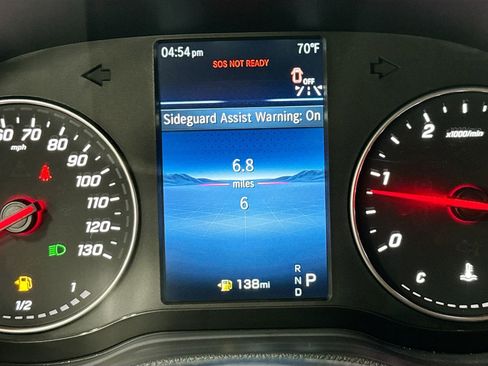 04:54 pm 70°F
SOS NOT READY
OFF
Sideguard Assist Warning: On
6.8
miles
6
138mi
R
N P
D
60 70 80 90 100 110 120 130
mph
1/2 1
2
x1000/min
1
0
C